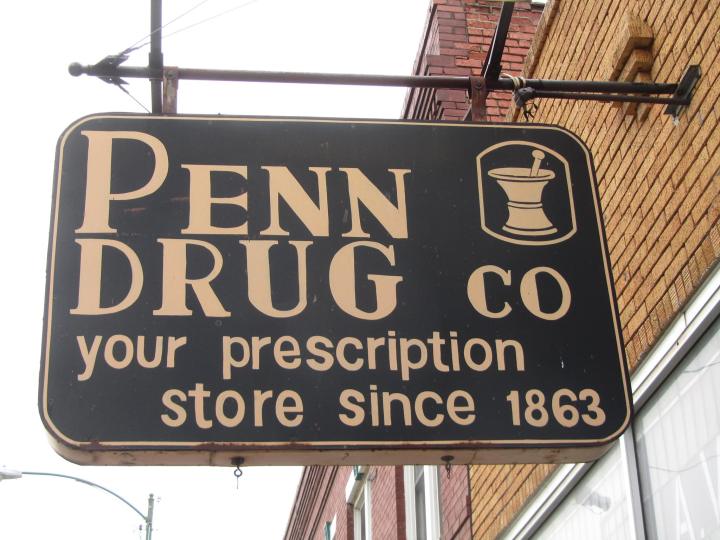 PENN
DRUG CO
your prescription
store since 1863